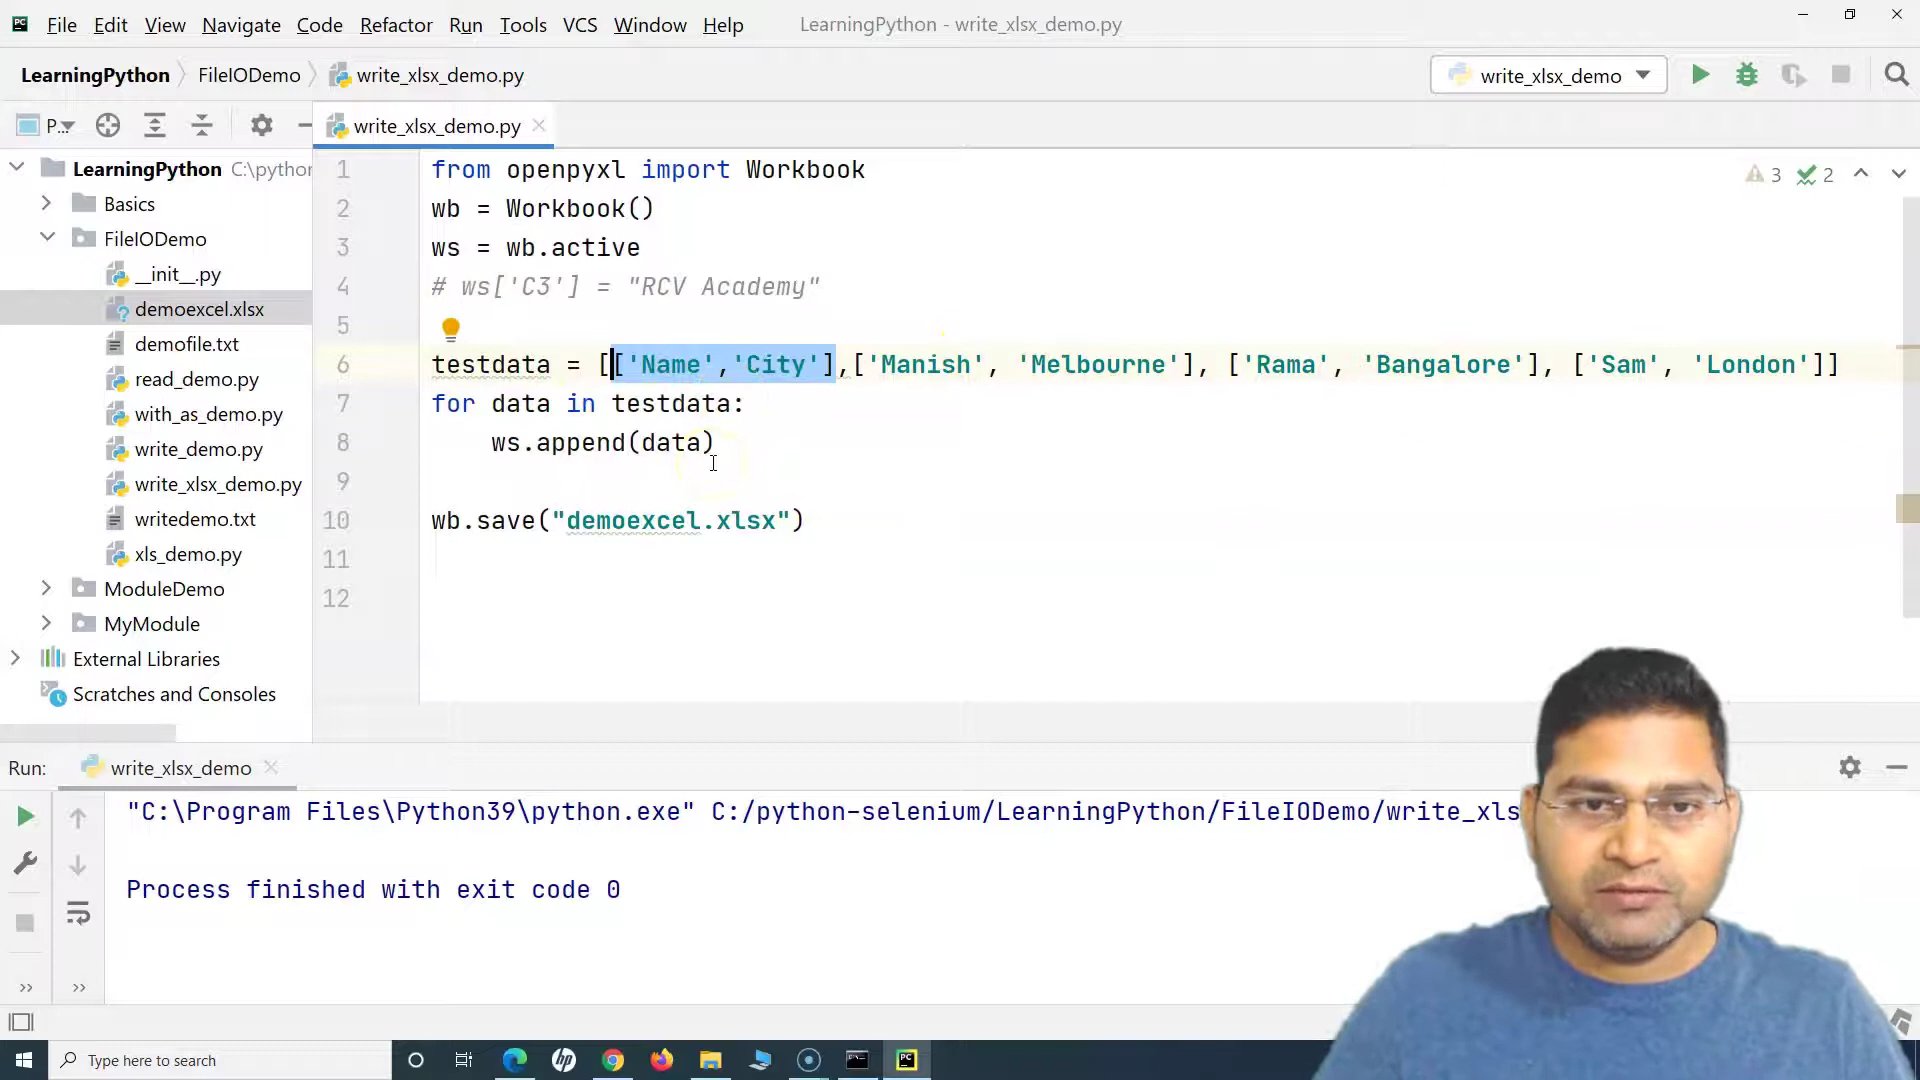 File Edit View Navigate Code Refactor Run Tools VCS Window Help LearningPython - write_xlsx_demo.py
LearningPython FileIODemo write_xlsx_demo.py write_xlsx_demo
P... write_xlsx_demo.py
LearningPython C:\python
Basics
FileIODemo
__init__.py
demoexcel.xlsx
demofile.txt
read_demo.py
with_as_demo.py
write_demo.py
write_xlsx_demo.py
writedemo.txt
xls_demo.py
ModuleDemo
MyModule
External Libraries
Scratches and Consoles
1 from openpyxl import Workbook
2 wb = Workbook()
3 ws = wb.active
4 # ws['C3'] = "RCV Academy"
5
6 testdata = [['Name','City'],['Manish', 'Melbourne'], ['Rama', 'Bangalore'], ['Sam', 'London']]
7 for data in testdata:
8 ws.append(data)
9
10 wb.save("demoexcel.xlsx")
11
12
3 2
Run: write_xlsx_demo
"C:\Program Files\Python39\python.exe" C:/python-selenium/LearningPython/FileIODemo/write_xls
Process finished with exit code 0
Type here to search
hp
PC